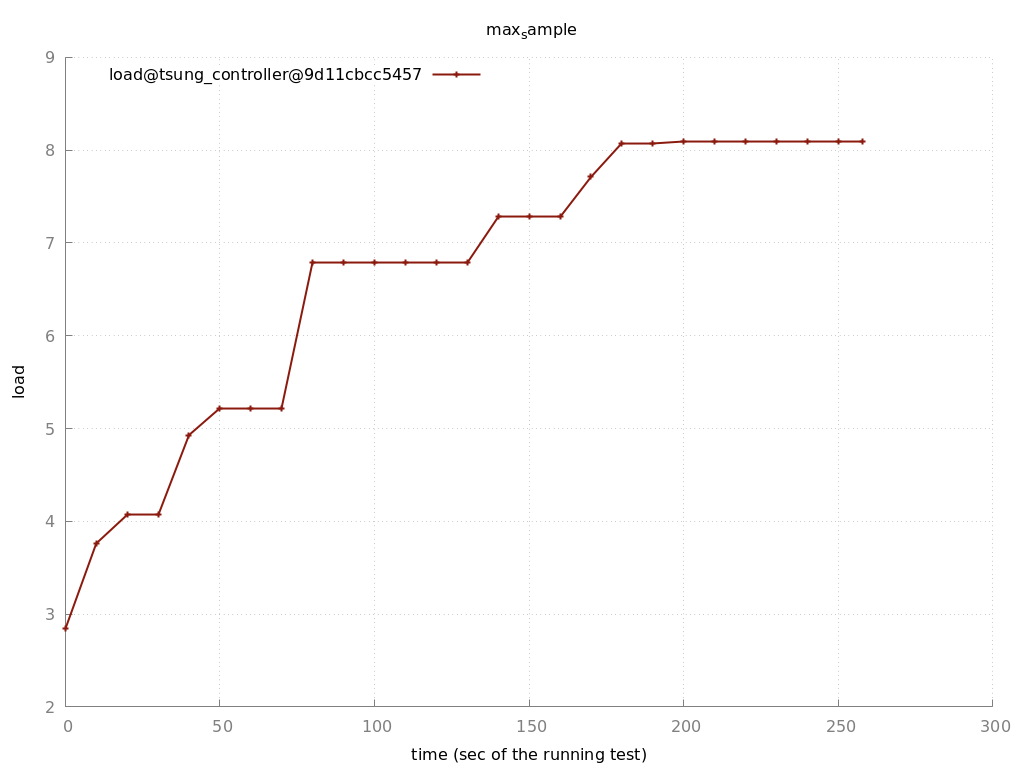 maxsample
load@tsung_controller@9d11cbcc5457
9
8
7
6
5
4
3
2
load
0 50 100 150 200 250 300
time (sec of the running test)